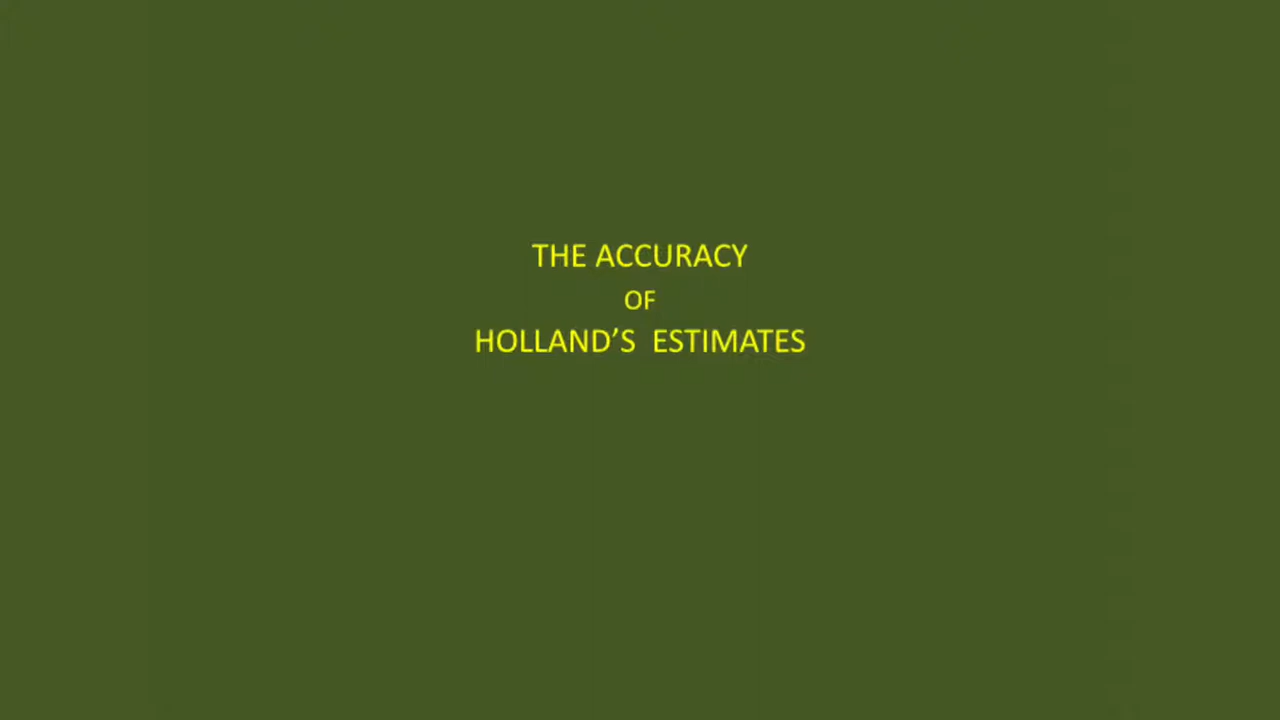 THE ACCURACY
OF
HOLLAND’S ESTIMATES